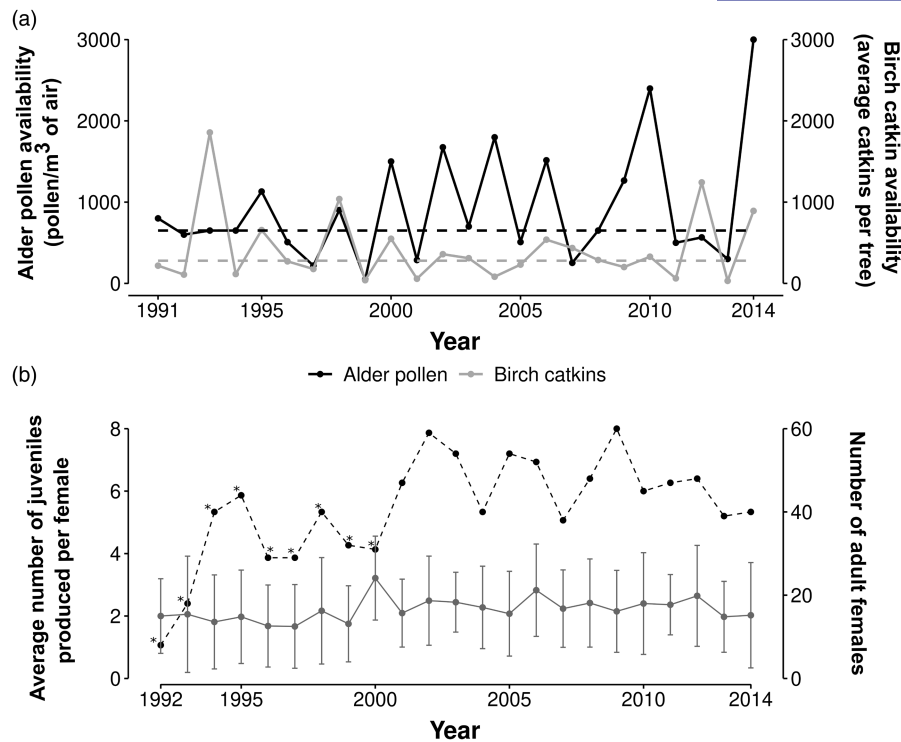 (a)
Alder pollen availability
(pollen/m³ of air)
3000
2000
1000
0
3000
2000
1000
0
Birch catkin availability
(average catkins per tree)
1991
1995
2000
2005
2010
2014
Year
Alder pollen
Birch catkins
(b)
Average number of juveniles
produced per female
8
6
4
2
0
60
40
20
0
Number of adult females
* * * * * * * * *
1992
1995
2000
2005
2010
2014
Year